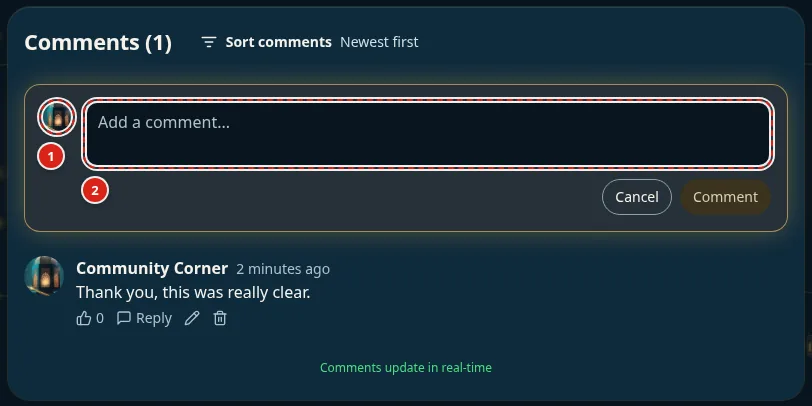 Comments (1) Sort comments Newest first
Add a comment...
1
2
Cancel Comment
Community Corner 2 minutes ago
Thank you, this was really clear.
0 Reply
Comments update in real-time